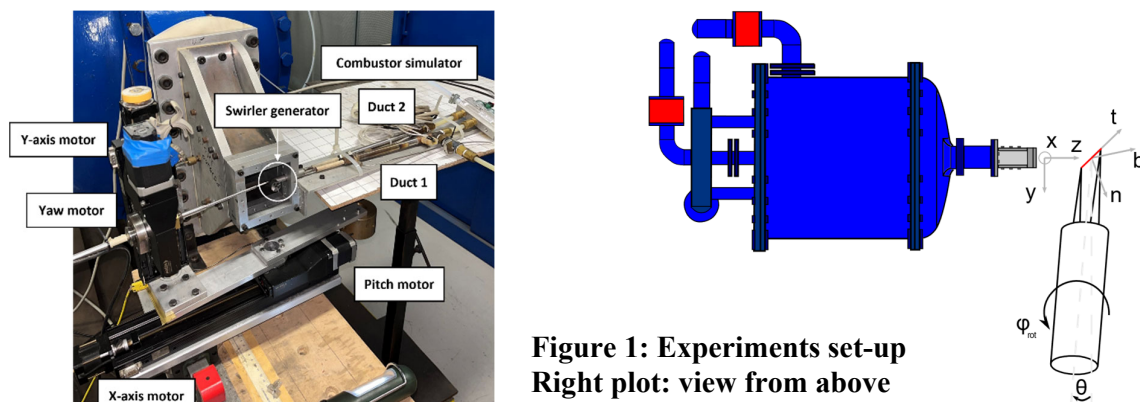 Combustor simulator
Swirler generator
Duct 2
Y-axis motor
Duct 1
Yaw motor
Pitch motor
X-axis motor
t
x
z
b
y
n
φrot
θ
Figure 1: Experiments set-up
Right plot: view from above